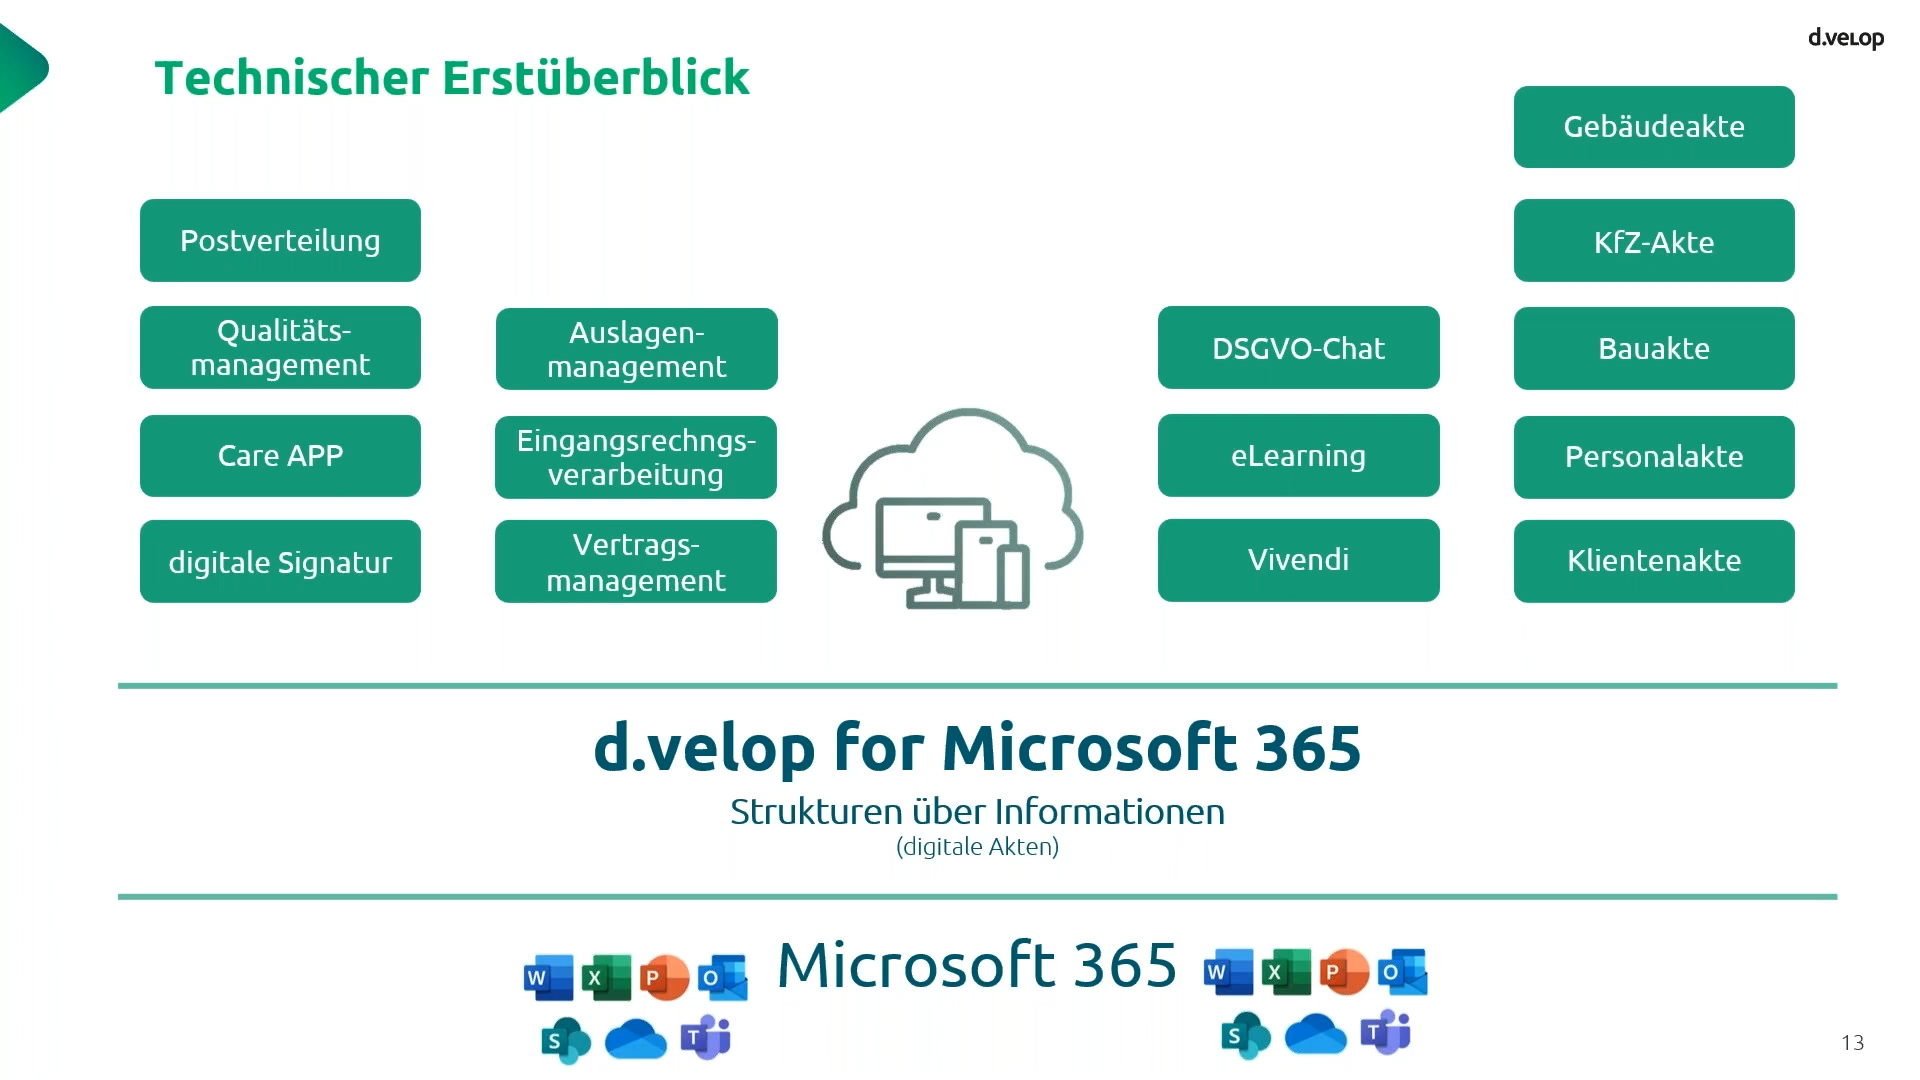 d.velop
Technischer Erstüberblick
Gebäudeakte
Postverteilung
KfZ-Akte
Qualitäts-
management
Auslagen-
management
DSGVO-Chat
Bauakte
Care APP
Eingangsrechngs-
verarbeitung
eLearning
Personalakte
digitale Signatur
Vertrags-
management
Vivendi
Klientenakte
d.velop for Microsoft 365
Strukturen über Informationen
(digitale Akten)
W X P O Microsoft 365 W X P O
S T S T
13